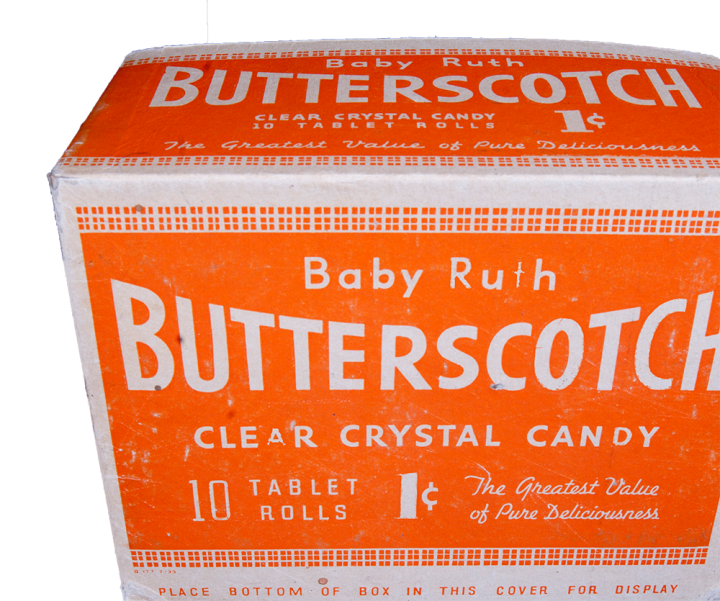 Baby Ruth
BUTTERSCOTCH
CLEAR CRYSTAL CANDY
10 TABLET ROLLS
1¢
The Greatest Value of Pure Deliciousness
Baby Ruth
BUTTERSCOTCH
CLEAR CRYSTAL CANDY
10 TABLET ROLLS
1¢
The Greatest Value
of Pure Deliciousness
PLACE BOTTOM OF BOX IN THIS COVER FOR DISPLAY